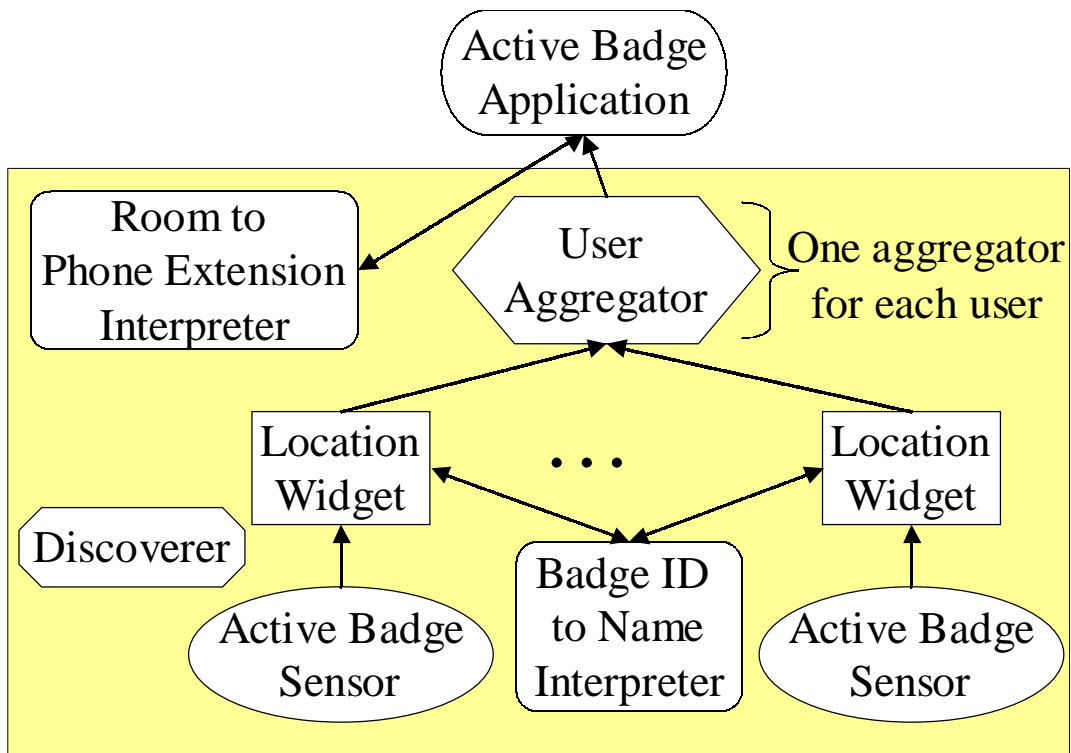 Active Badge
Application
Room to
Phone Extension
Interpreter
User
Aggregator
One aggregator
for each user
Location
Widget
. . .
Location
Widget
Discoverer
Active Badge
Sensor
Badge ID
to Name
Interpreter
Active Badge
Sensor